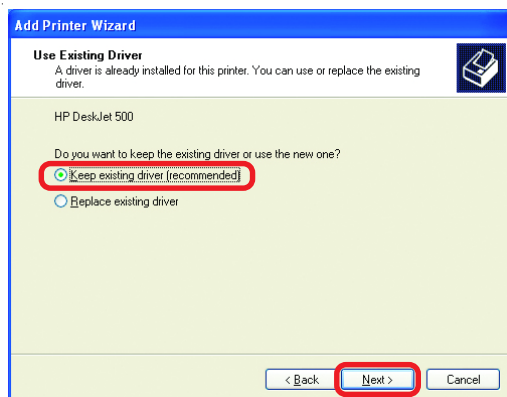 Add Printer Wizard
Use Existing Driver
A driver is already installed for this printer. You can use or replace the existing
driver.
HP DeskJet 500
Do you want to keep the existing driver or use the new one?
Keep existing driver (recommended)
Replace existing driver
< Back
Next >
Cancel